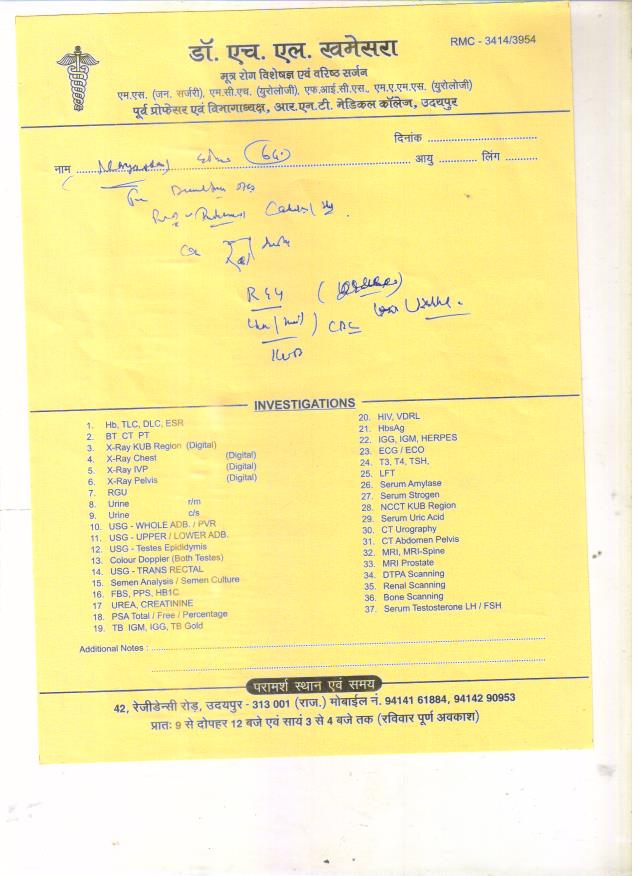 RMC - 3414/3954
डॉ. एच. एल. खमेसरा
मूत्र रोग विशेषज्ञ एवं वरिष्ठ सर्जन
एम.एस. (जन. सर्जरी), एम.सी.एच. (युरोलोजी), एफ.आई.सी.एस., एम.ए.एम.एस. (युरोलोजी)
पूर्व प्रोफेसर एवं विभागाध्यक्ष, आर.एन.टी. मेडिकल कॉलेज, उदयपुर
दिनांक
नाम आयु लिंग
CBC
INVESTIGATIONS
1. Hb, TLC, DLC, ESR
2. BT CT PT
3. X-Ray KUB Region (Digital)
4. X-Ray Chest (Digital)
5. X-Ray IVP (Digital)
6. X-Ray Pelvis (Digital)
7. RGU
8. Urine r/m
9. Urine c/s
10. USG - WHOLE ADB. / PVR
11. USG - UPPER / LOWER ADB.
12. USG - Testes Epididymis
13. Colour Doppler (Both Testes)
14. USG - TRANS RECTAL
15. Semen Analysis / Semen Culture
16. FBS, PPS, HB1C
17 UREA, CREATININE
18. PSA Total / Free / Percentage
19. TB IGM, IGG, TB Gold
20. HIV, VDRL
21. HbsAg
22. IGG, IGM, HERPES
23. ECG / ECO
24. T3, T4, TSH,
25. LFT
26. Serum Amylase
27. Serum Strogen
28. NCCT KUB Region
29. Serum Uric Acid
30. CT Urography
31. CT Abdomen Pelvis
32. MRI, MRI-Spine
33. MRI Prostate
34. DTPA Scanning
35. Renal Scanning
36. Bone Scanning
37. Serum Testosterone LH / FSH
Additional Notes :
परामर्श स्थान एवं समय
42, रेजीडेन्सी रोड़, उदयपुर - 313 001 (राज.) मोबाईल नं. 94141 61884, 94142 90953
प्रातः 9 से दोपहर 12 बजे एवं सायं 3 से 4 बजे तक (रविवार पूर्ण अवकाश)